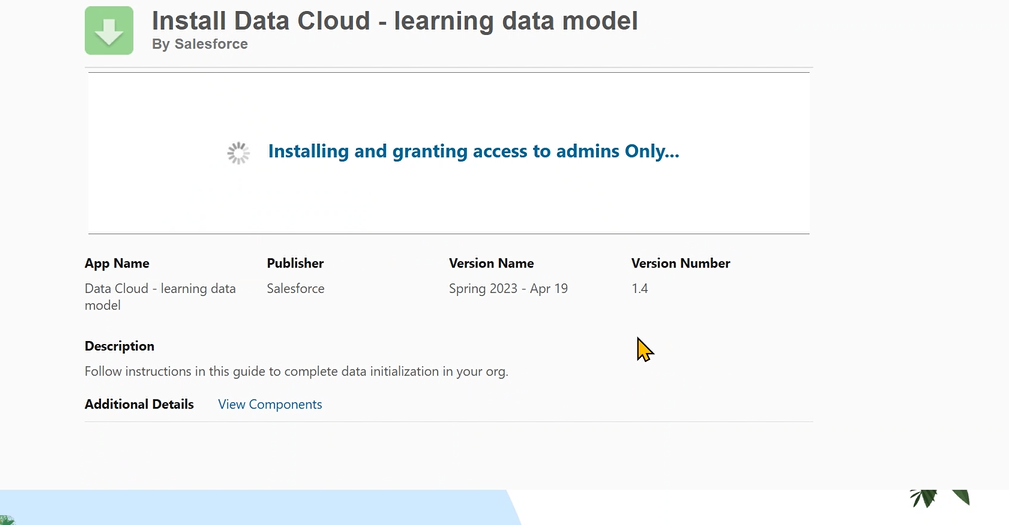 Install Data Cloud - learning data model
By Salesforce
Installing and granting access to admins Only...
App Name
Publisher
Version Name
Version Number
Data Cloud - learning data
model
Salesforce
Spring 2023 - Apr 19
1.4
Description
Follow instructions in this guide to complete data initialization in your org.
Additional Details
View Components